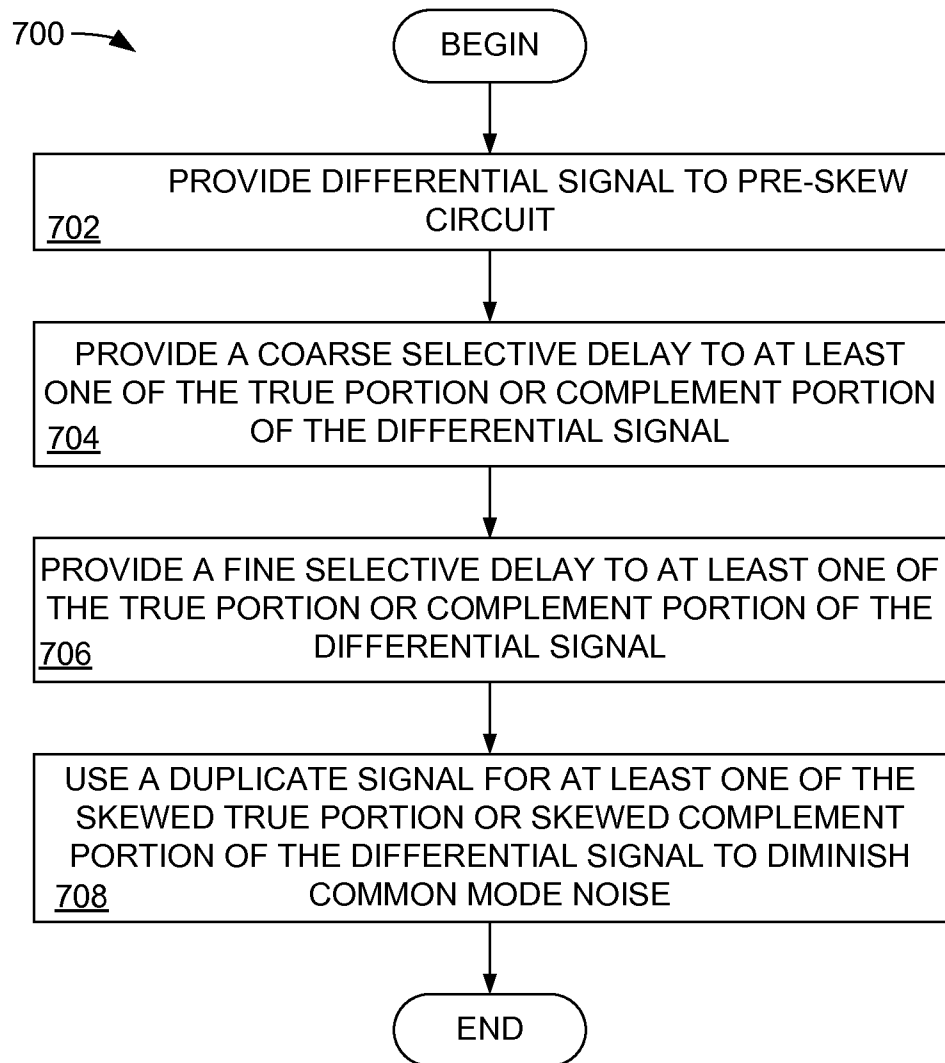 700
BEGIN
PROVIDE DIFFERENTIAL SIGNAL TO PRE-SKEW
CIRCUIT
702
PROVIDE A COARSE SELECTIVE DELAY TO AT LEAST
ONE OF THE TRUE PORTION OR COMPLEMENT PORTION
OF THE DIFFERENTIAL SIGNAL
704
PROVIDE A FINE SELECTIVE DELAY TO AT LEAST ONE OF
THE TRUE PORTION OR COMPLEMENT PORTION OF THE
DIFFERENTIAL SIGNAL
706
USE A DUPLICATE SIGNAL FOR AT LEAST ONE OF THE
SKEWED TRUE PORTION OR SKEWED COMPLEMENT
PORTION OF THE DIFFERENTIAL SIGNAL TO DIMINISH
COMMON MODE NOISE
708
END